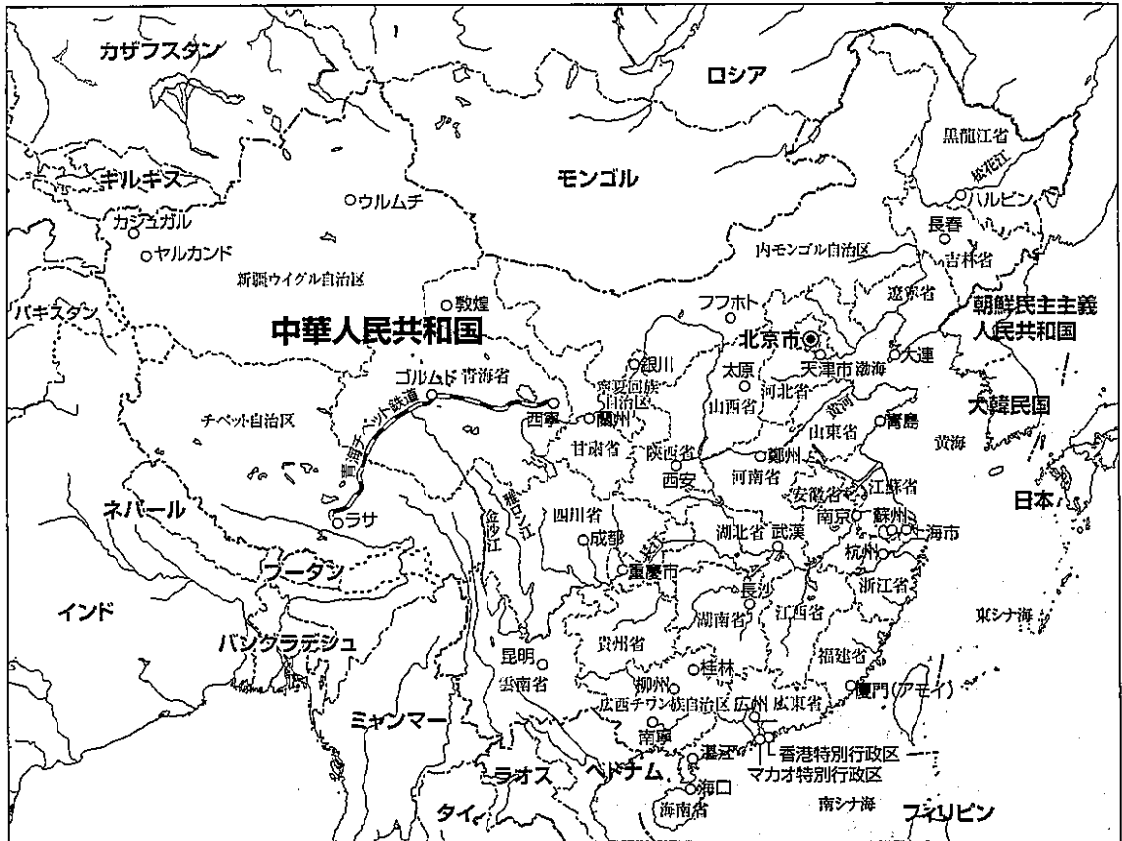 カザフスタン
ロシア
黒龍江省
松花江
モンゴル
キルギス
ウルムチ
ハルビン
カシュガル
長春
ヤルカンド
内モンゴル自治区
吉林省
新疆ウイグル自治区
遼寧省
パキスタン
敦煌
フフホト
朝鮮民主主義
人民共和国
中華人民共和国
北京市
銀川
天津市
渤海
大連
ゴルムド
青海省
太原
寧夏回族
自治区
河北省
山西省
チベット自治区
青海チベット鉄道
西寧
蘭州
黄河
大韓民国
青島
山東省
黄海
甘粛省
陝西省
鄭州
西安
河南省
江蘇省
安徽省
日本
ネパール
ラサ
金沙江
雅ロン江
四川省
南京
蘇州
上海市
成都
湖北省
武漢
長江
杭州
ブータン
重慶市
浙江省
長沙
インド
湖南省
江西省
東シナ海
バングラデシュ
貴州省
福建省
昆明
雲南省
桂林
柳州
厦門(アモイ)
広西チワン族自治区
広州
広東省
ミャンマー
南寧
香港特別行政区
湛江
マカオ特別行政区
ラオス
ベトナム
海口
海南省
南シナ海
タイ
フィリピン